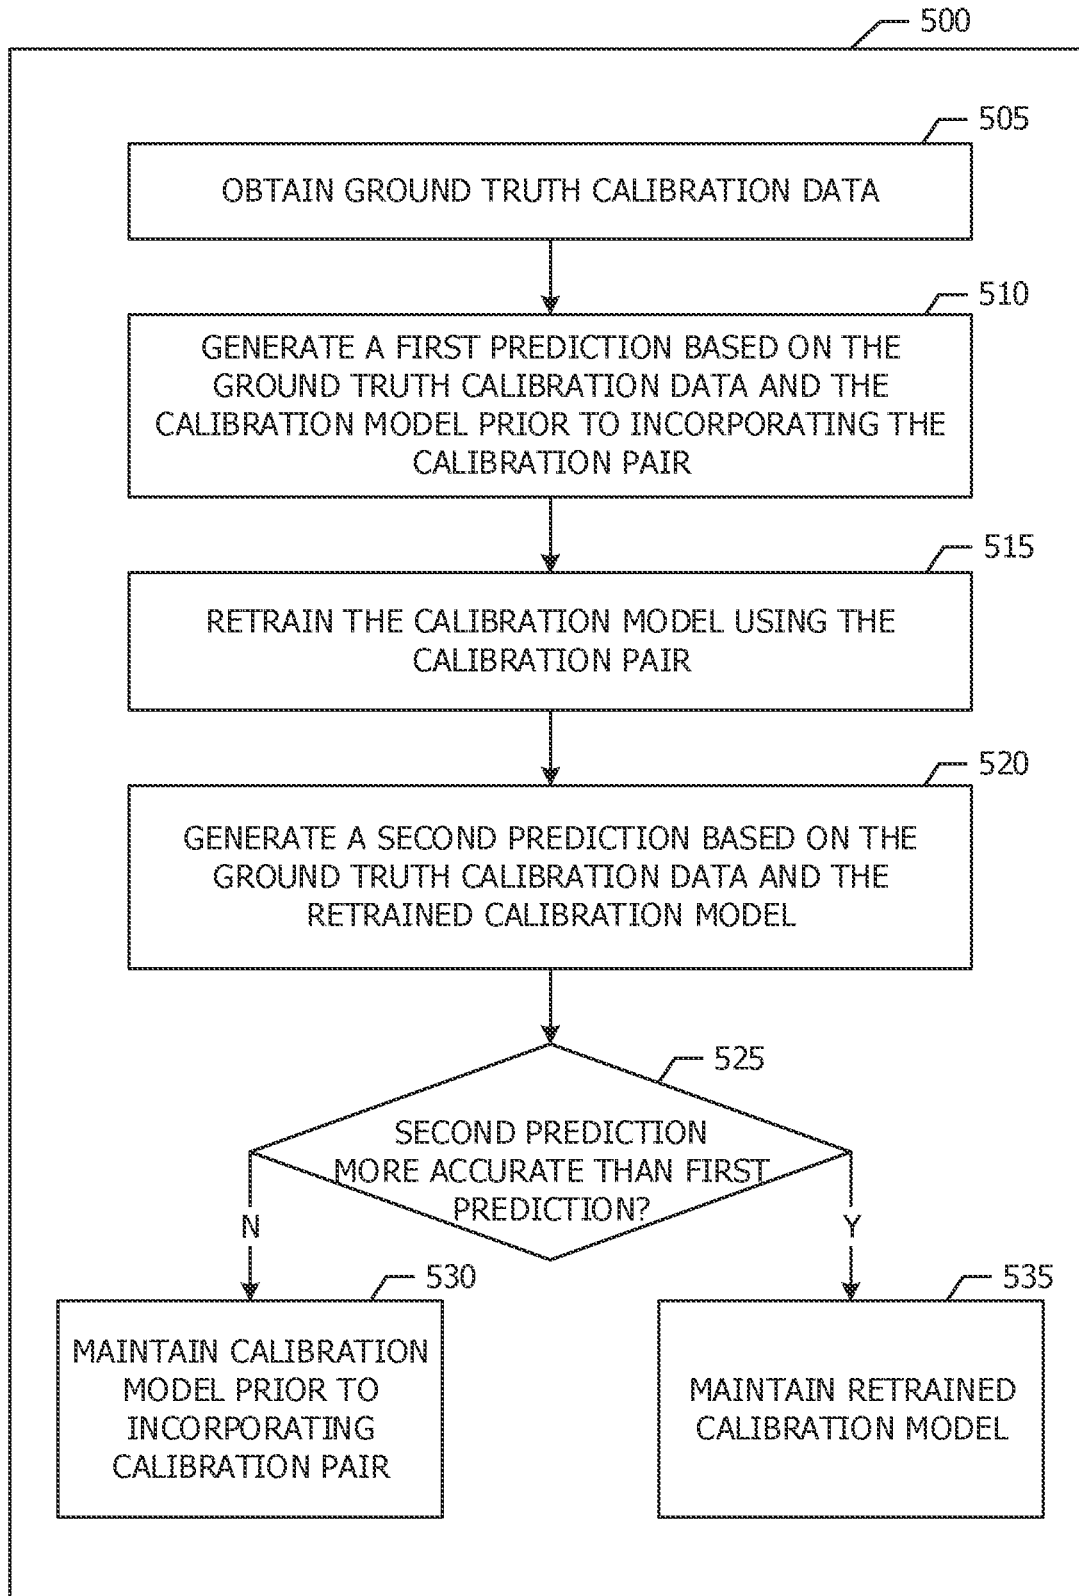 500
505
OBTAIN GROUND TRUTH CALIBRATION DATA
510
GENERATE A FIRST PREDICTION BASED ON THE
GROUND TRUTH CALIBRATION DATA AND THE
CALIBRATION MODEL PRIOR TO INCORPORATING THE
CALIBRATION PAIR
515
RETRAIN THE CALIBRATION MODEL USING THE
CALIBRATION PAIR
520
GENERATE A SECOND PREDICTION BASED ON THE
GROUND TRUTH CALIBRATION DATA AND THE
RETRAINED CALIBRATION MODEL
525
SECOND PREDICTION
MORE ACCURATE THAN FIRST
PREDICTION?
N
Y
530
MAINTAIN CALIBRATION
MODEL PRIOR TO
INCORPORATING
CALIBRATION PAIR
535
MAINTAIN RETRAINED
CALIBRATION MODEL